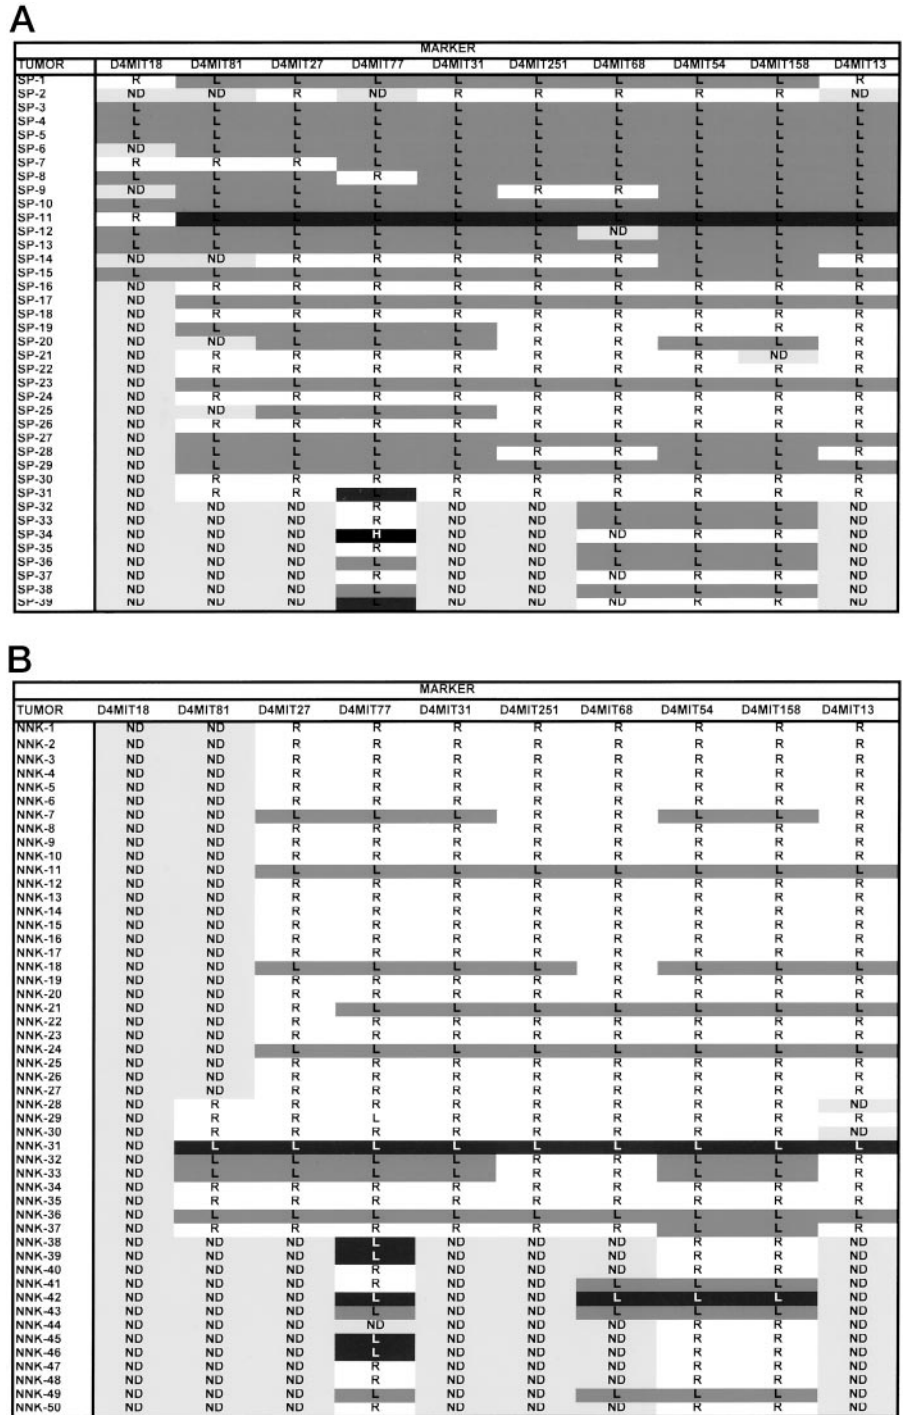 A
MARKER
TUMOR D4MIT18 D4MIT81 D4MIT27 D4MIT77 D4MIT31 D4MIT251 D4MIT68 D4MIT54 D4MIT158 D4MIT13
SP-1 R L L L L L L L L R
SP-2 ND ND R ND R R R R R ND
SP-3 L L L L L L L L L L
SP-4 L L L L L L L L L L
SP-5 L L L L L L L L L L
SP-6 ND L L L L L L L L L
SP-7 R R R L L L L L L L
SP-8 L L L R L L L L L L
SP-9 ND L L L L R R L L L
SP-10 L L L L L L L L L L
SP-11 R L L L L L L L L L
SP-12 L L L L L L ND L L L
SP-13 L L L L L L L L L L
SP-14 ND ND R R R R R L L R
SP-15 L L L L L L L L L L
SP-16 ND R R R R R R R R R
SP-17 ND L L L L L L L L L
SP-18 ND R R R R R R R R R
SP-19 ND L L L L R R R R R
SP-20 ND ND L L L R R L L R
SP-21 ND R R R R R R R ND R
SP-22 ND R R R R R R R R R
SP-23 ND L L L L L L L L L
SP-24 ND R R R R R R R R R
SP-25 ND ND L L L R R R R R
SP-26 ND R R R R R R R R R
SP-27 ND L L L L L L L L L
SP-28 ND L L L L R R L L R
SP-29 ND L L L L L L L L L
SP-30 ND R R R R R R R R R
SP-31 ND R R L R R R R R R
SP-32 ND ND ND R ND ND L L L ND
SP-33 ND ND ND R ND ND L L L ND
SP-34 ND ND ND H ND ND ND R R ND
SP-35 ND ND ND R ND ND L L L ND
SP-36 ND ND ND L ND ND L L L ND
SP-37 ND ND ND R ND ND ND R R ND
SP-38 ND ND ND L ND ND L L L ND
SP-39 ND ND ND L ND ND ND R R ND
B
MARKER
TUMOR D4MIT18 D4MIT81 D4MIT27 D4MIT77 D4MIT31 D4MIT251 D4MIT68 D4MIT54 D4MIT158 D4MIT13
NNK-1 ND ND R R R R R R R R
NNK-2 ND ND R R R R R R R R
NNK-3 ND ND R R R R R R R R
NNK-4 ND ND R R R R R R R R
NNK-5 ND ND R R R R R R R R
NNK-6 ND ND R R R R R R R R
NNK-7 ND ND L L L R R L L R
NNK-8 ND ND R R R R R R R R
NNK-9 ND ND R R R R R R R R
NNK-10 ND ND R R R R R R R R
NNK-11 ND ND L L L L L L L L
NNK-12 ND ND R R R R R R R R
NNK-13 ND ND R R R R R R R R
NNK-14 ND ND R R R R R R R R
NNK-15 ND ND R R R R R R R R
NNK-16 ND ND R R R R R R R R
NNK-17 ND ND R R R R R R R R
NNK-18 ND ND L L L L R L L L
NNK-19 ND ND R R R R R R R R
NNK-20 ND ND R R R R R R R R
NNK-21 ND ND R L L L L L L L
NNK-22 ND ND R R R R R R R R
NNK-23 ND ND R R R R R R R R
NNK-24 ND ND L L L L L L L L
NNK-25 ND ND R R R R R R R R
NNK-26 ND ND R R R R R R R R
NNK-27 ND ND R R R R R R R R
NNK-28 ND R R R R R R R R ND
NNK-29 ND R R L R R R R R R
NNK-30 ND R R R R R R R R ND
NNK-31 ND L L L L L L L L L
NNK-32 ND L L L L R R L L R
NNK-33 ND L L L L R R L L R
NNK-34 ND R R R R R R R R R
NNK-35 ND R R R R R R R R R
NNK-36 ND L L L L L L L L L
NNK-37 ND R R R R R R L L R
NNK-38 ND ND ND L ND ND ND R R ND
NNK-39 ND ND ND L ND ND ND R R ND
NNK-40 ND ND ND R ND ND ND R R ND
NNK-41 ND ND ND R ND ND L L L ND
NNK-42 ND ND ND L ND ND L L L ND
NNK-43 ND ND ND L ND ND L L L ND
NNK-44 ND ND ND ND ND ND ND R R ND
NNK-45 ND ND ND L ND ND ND R R ND
NNK-46 ND ND ND L ND ND ND R R ND
NNK-47 ND ND ND R ND ND ND R R ND
NNK-48 ND ND ND R ND ND ND R R ND
NNK-49 ND ND ND L ND ND L L L ND
NNK-50 ND ND ND R ND ND ND R R ND